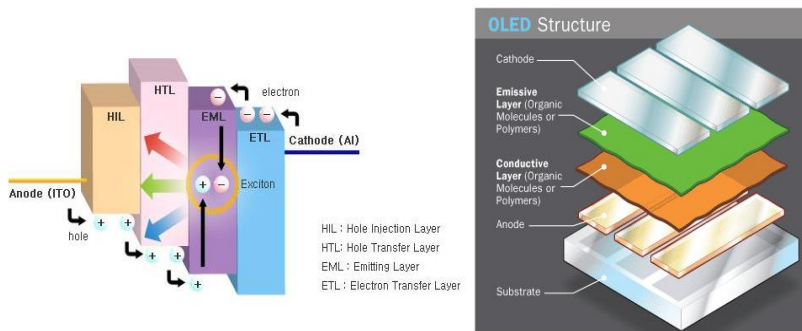 HTL
HIL
EML
ETL
electron
Cathode (Al)
Anode (ITO)
hole
Exciton
HIL : Hole Injection Layer
HTL: Hole Transfer Layer
EML : Emitting Layer
ETL : Electron Transfer Layer
OLED Structure
Cathode
Emissive
Layer (Organic
Molecules or
Polymers)
Conductive
Layer (Organic
Molecules or
Polymers)
Anode
Substrate